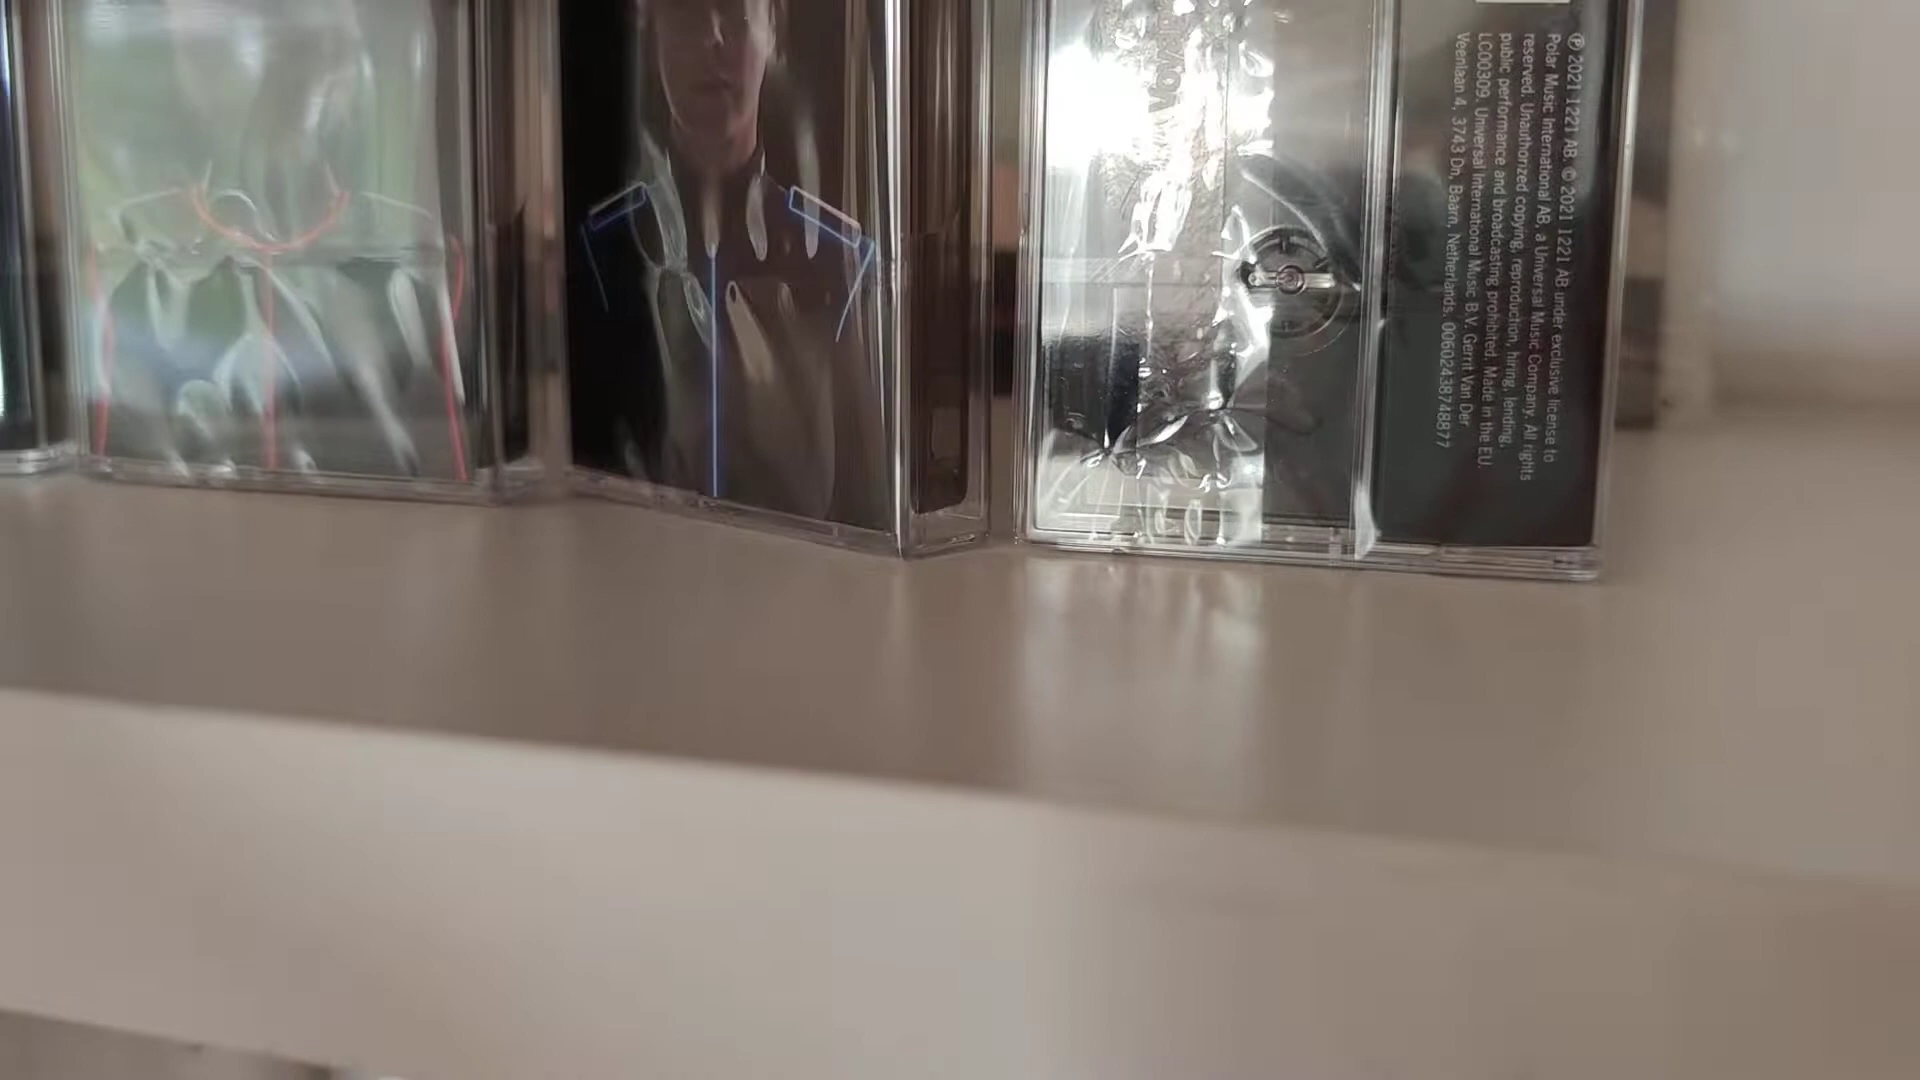 Ⓟ 2021 1221 AB. © 2021 1221 AB under exclusive license to
Polar Music International AB, a Universal Music Company. All rights
reserved. Unauthorized copying, reproduction, hiring, lending,
public performance and broadcasting prohibited. Made in the EU.
LC00309. Universal International Music B.V. Gerrit Van Der
Veenlaan 4, 3743 Dn, Baarn, Netherlands. 00602438748877
Voyage